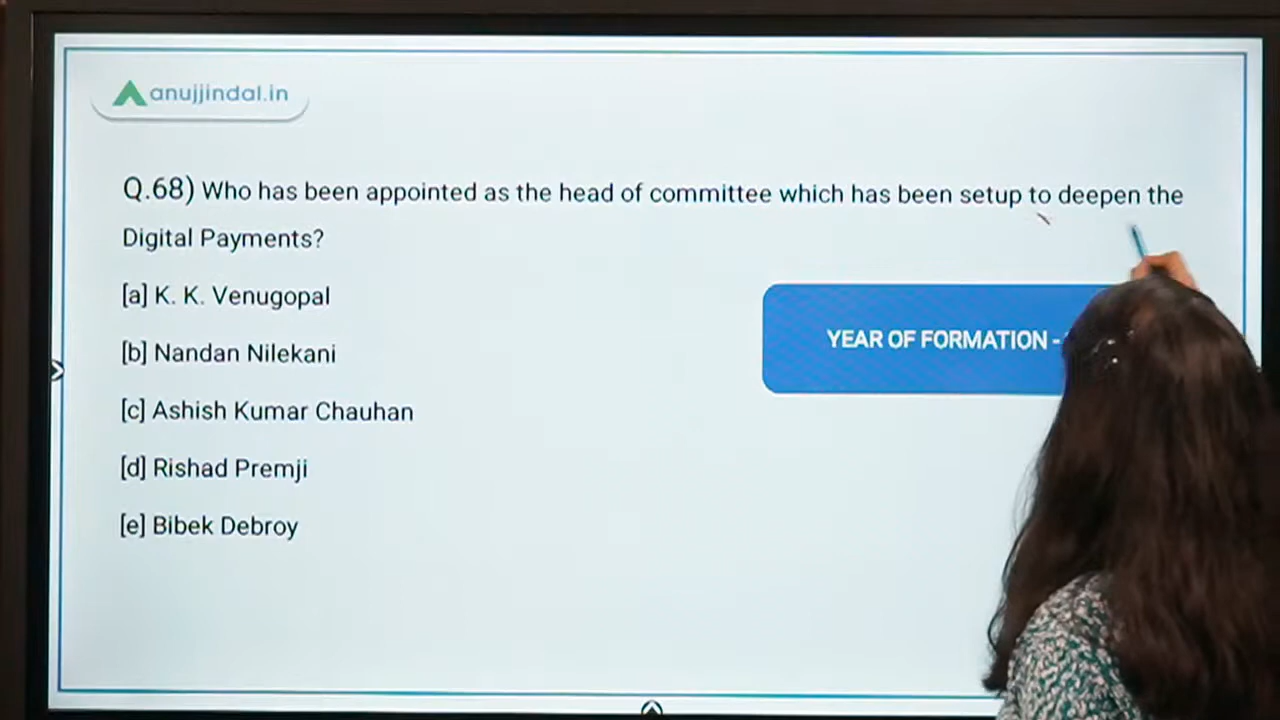 anujjindal.in
Q.68) Who has been appointed as the head of committee which has been setup to deepen the
Digital Payments?
[a] K. K. Venugopal
[b] Nandan Nilekani
YEAR OF FORMATION -
[c] Ashish Kumar Chauhan
[d] Rishad Premji
[e] Bibek Debroy